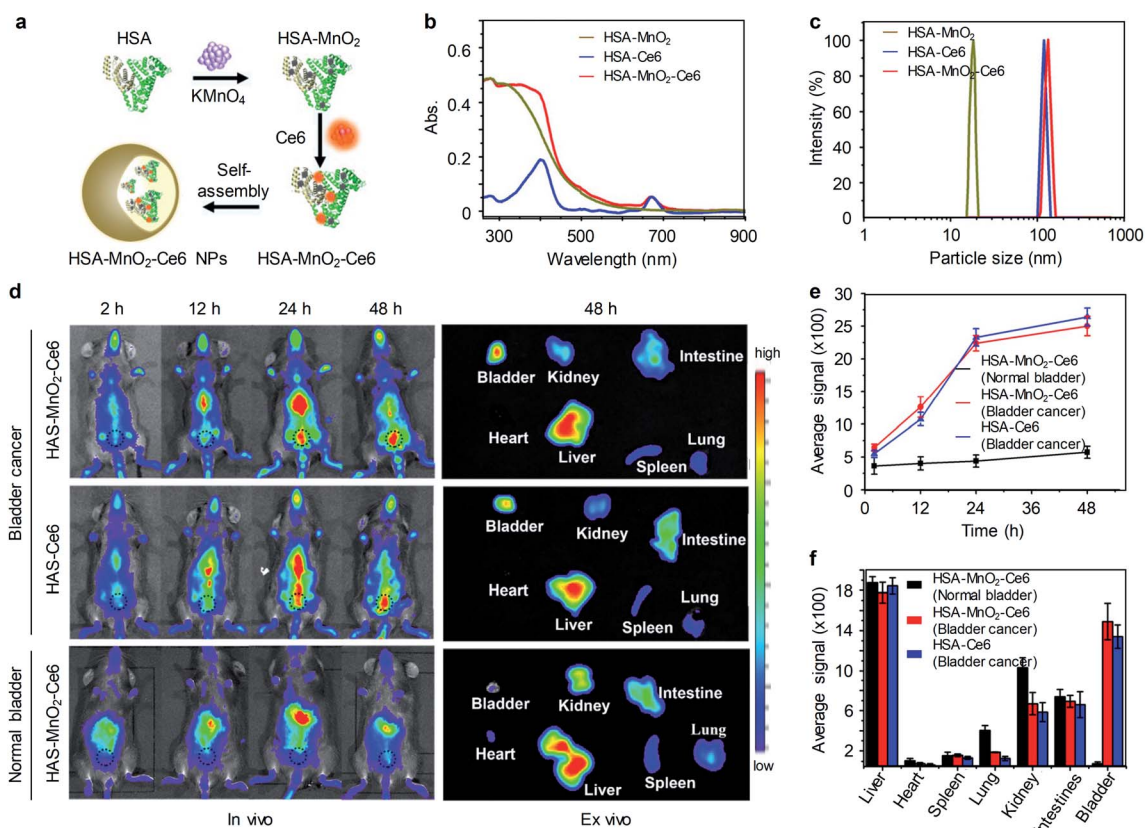 a
HSA
KMnO4
HSA-MnO2
Ce6
Self-
assembly
HSA-MnO2-Ce6 NPs
HSA-MnO2-Ce6
b
HSA-MnO2
HSA-Ce6
HSA-MnO2-Ce6
Abs.
0.6
0.4
0.2
0
300
500
700
900
Wavelength (nm)
c
HSA-MnO2
HSA-Ce6
HSA-MnO2-Ce6
Intensity (%)
100
80
60
40
20
0
1
10
100
1000
Particle size (nm)
d
2 h
12 h
24 h
48 h
48 h
Bladder cancer
HAS-MnO2-Ce6
HAS-Ce6
Normal bladder
HAS-MnO2-Ce6
Bladder
Kidney
Intestine
Heart
Liver
Spleen
Lung
Bladder
Kidney
Intestine
Heart
Liver
Spleen
Lung
Bladder
Kidney
Intestine
Heart
Liver
Spleen
Lung
high
low
In vivo
Ex vivo
e
Average signal (x100)
30
25
20
15
10
5
0
0
12
24
36
48
Time (h)
HSA-MnO2-Ce6
(Normal bladder)
HSA-MnO2-Ce6
(Bladder cancer)
HSA-Ce6
(Bladder cancer)
f
Average signal (x100)
18
14
10
6
2
HSA-MnO2-Ce6
(Normal bladder)
HSA-MnO2-Ce6
(Bladder cancer)
HSA-Ce6
(Bladder cancer)
Liver
Heart
Spleen
Lung
Kidney
Intestines
Bladder